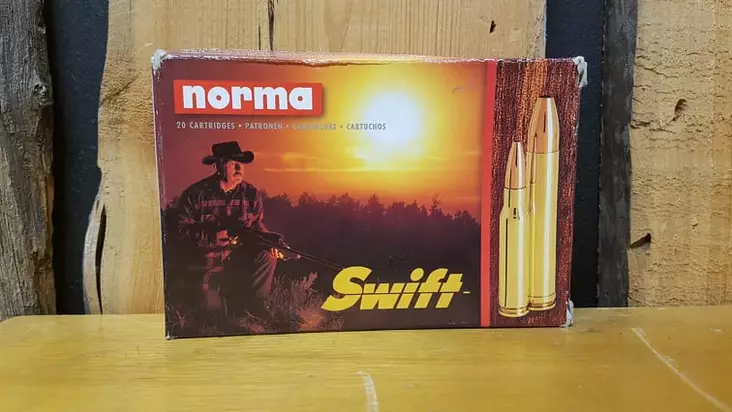 norma
20 CARTRIDGES • PATRONEN • CARTOUCHES • CARTUCHOS
Swift